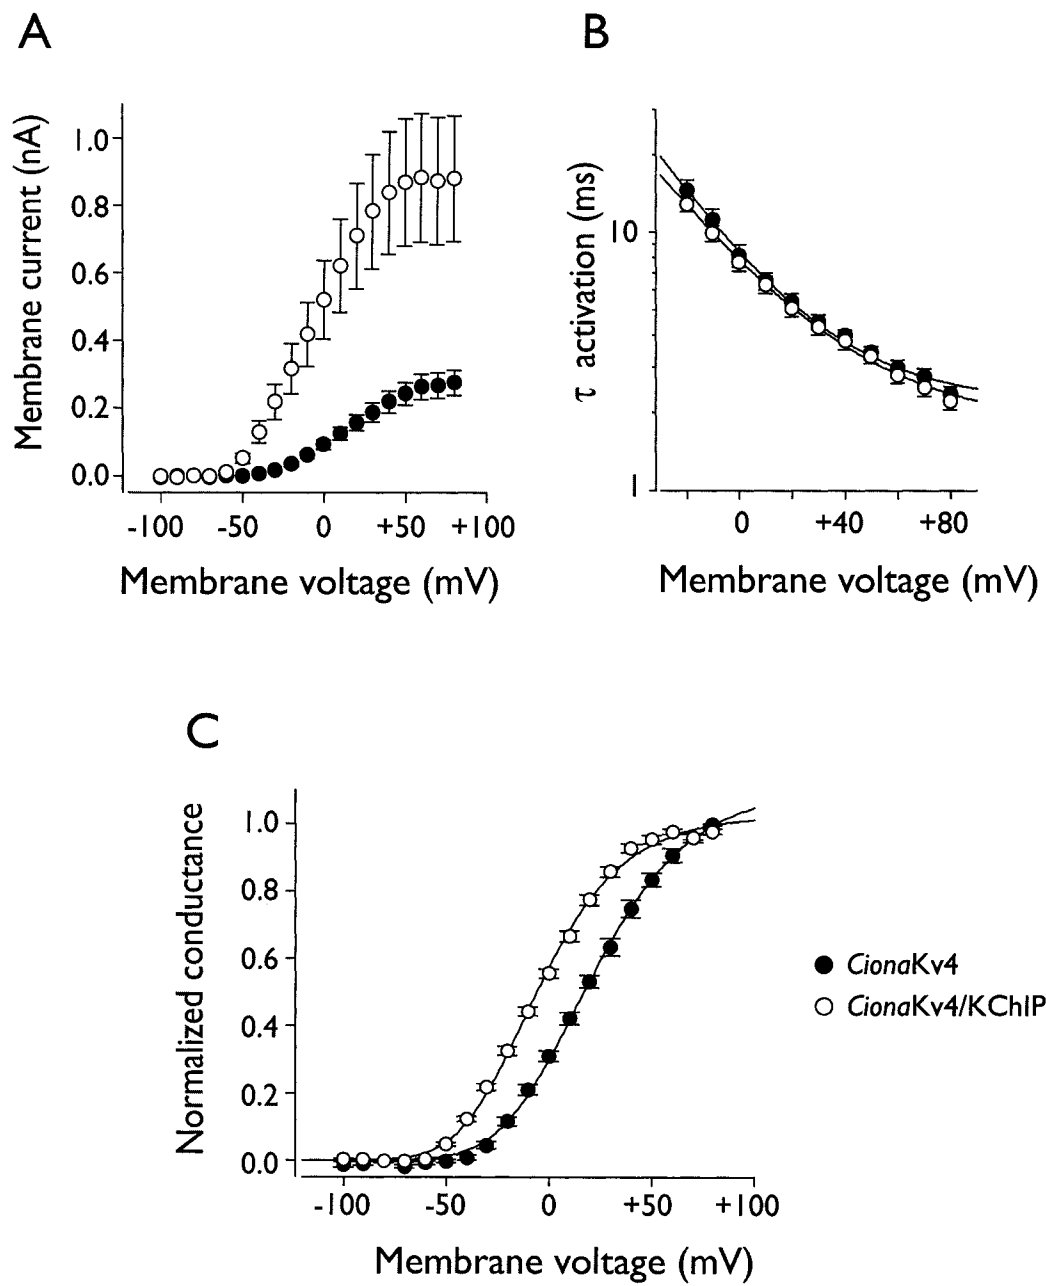 A
B
Membrane current (nA)
1.0
0.8
0.6
0.4
0.2
0.0
-100 -50 0 +50 +100
Membrane voltage (mV)
τ activation (ms)
10
1
0 +40 +80
Membrane voltage (mV)
C
Normalized conductance
1.0
0.8
0.6
0.4
0.2
0.0
-100 -50 0 +50 +100
Membrane voltage (mV)
CionaKv4
CionaKv4/KChIP